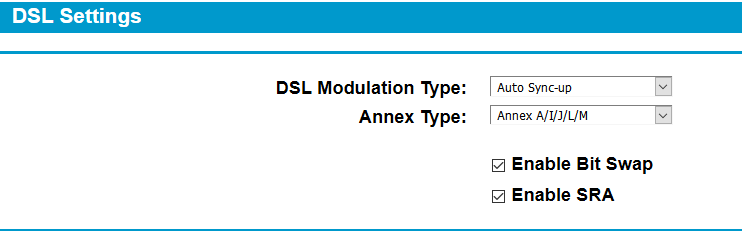 DSL Settings
DSL Modulation Type: Auto Sync-up
Annex Type: Annex A/I/J/L/M
Enable Bit Swap
Enable SRA